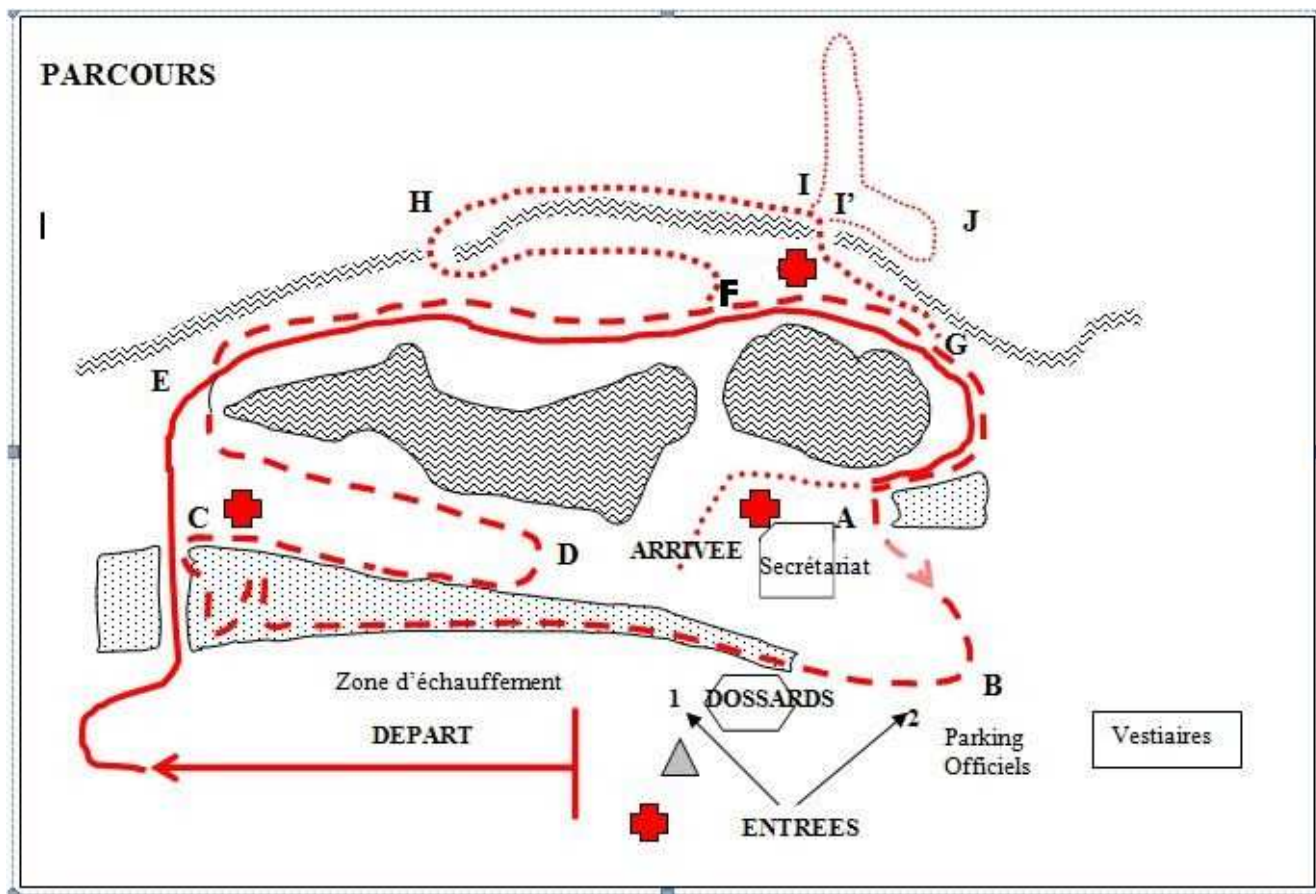 PARCOURS
I
I'
H
J
F
G
E
C
A
D
ARRIVEE
Secrétariat
B
Zone d'échauffement
1
DOSSARDS
2
DEPART
Parking
Officiels
Vestiaires
ENTREES